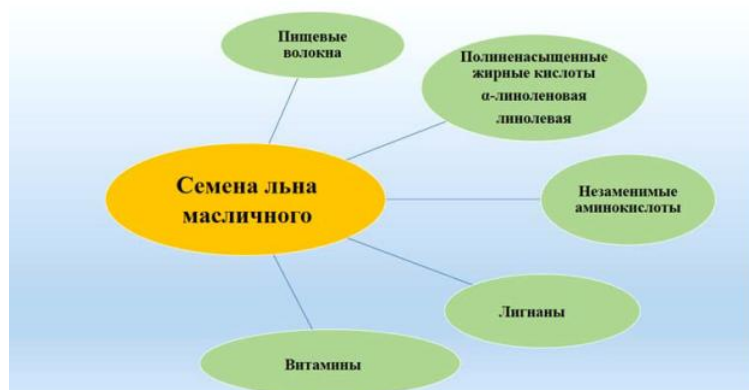 Пищевые
волокна
Полиненасыщенные
жирные кислоты
α-линоленовая
линолевая
Семена льна
масличного
Незаменимые
аминокислоты
Лигнаны
Витамины